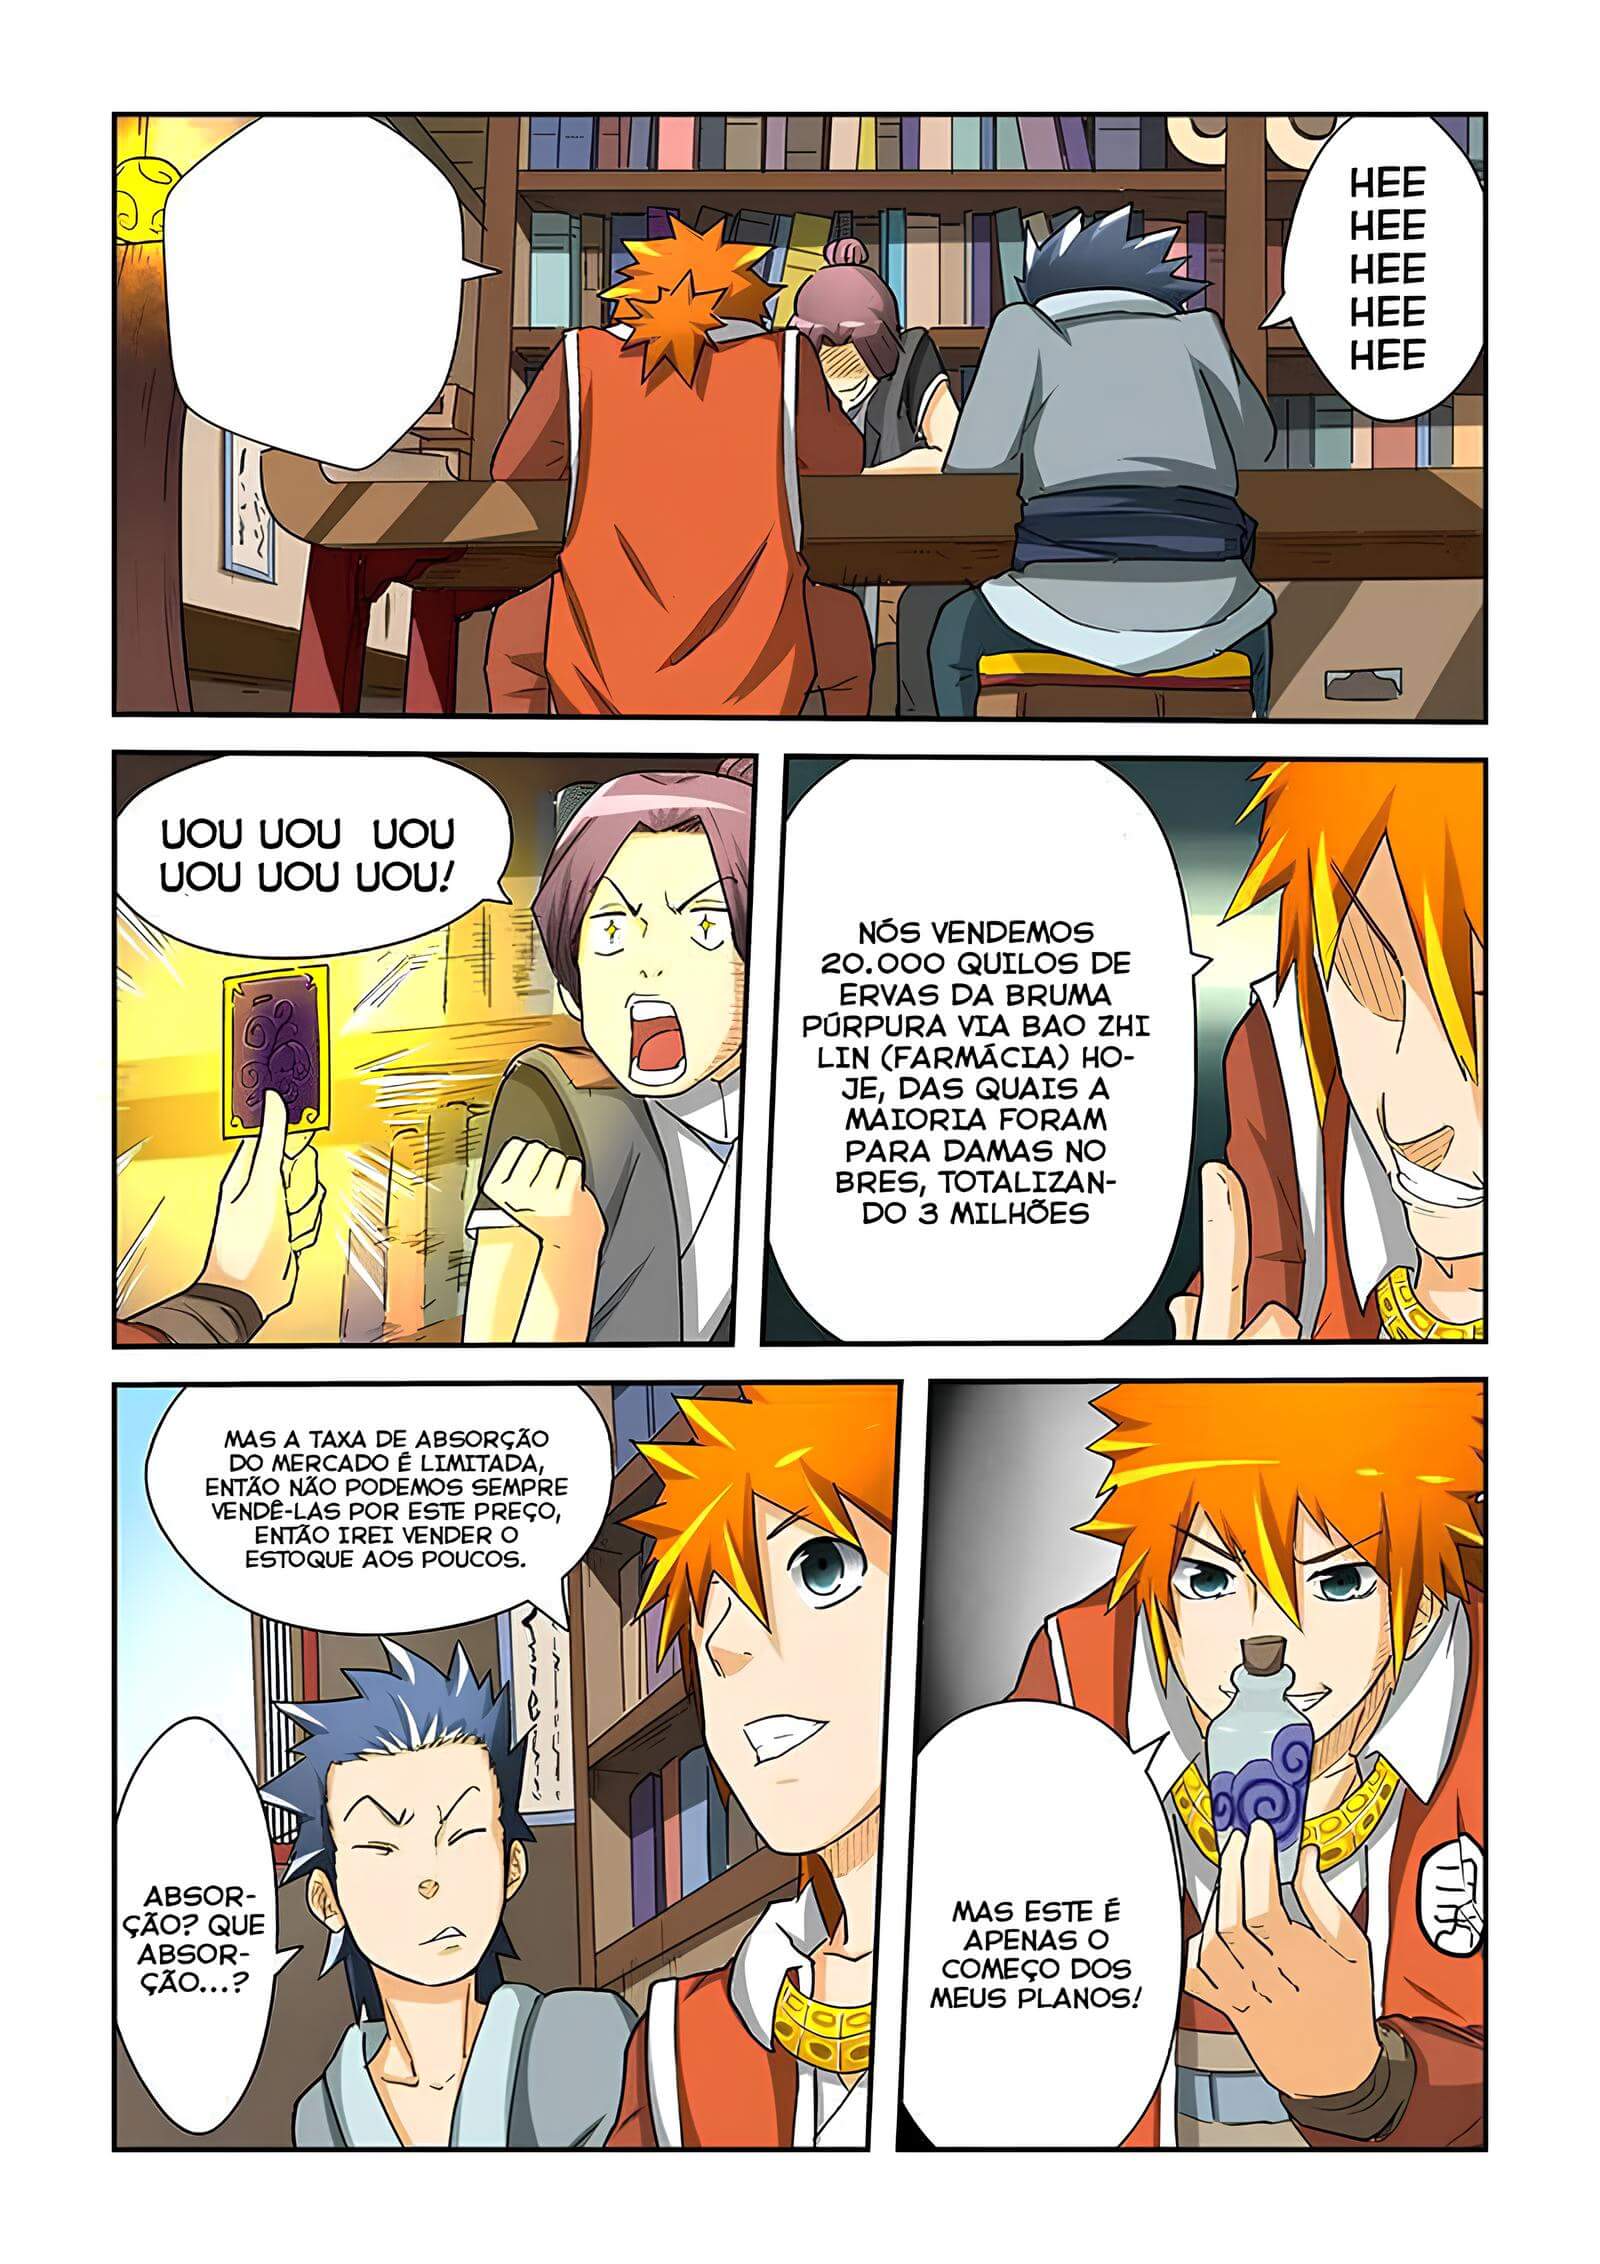 HEE
HEE
HEE
HEE
HEE
UOU UOU UOU
UOU UOU UOU!
NÓS VENDEMOS
20.000 QUILOS DE
ERVAS DA BRUMA
PÚRPURA VIA BAO ZHI
LIN (FARMÁCIA) HO-
JE, DAS QUAIS A
MAIORIA FORAM
PARA DAMAS NO
BRES, TOTALIZAN-
DO 3 MILHÕES
MAS A TAXA DE ABSORÇÃO
DO MERCADO É LIMITADA,
ENTÃO NÃO PODEMOS SEMPRE
VENDÊ-LAS POR ESTE PREÇO,
ENTÃO IREI VENDER O
ESTOQUE AOS POUCOS.
ABSOR-
ÇÃO? QUE
ABSOR-
ÇÃO...?
MAS ESTE É
APENAS O
COMEÇO DOS
MEUS PLANOS!